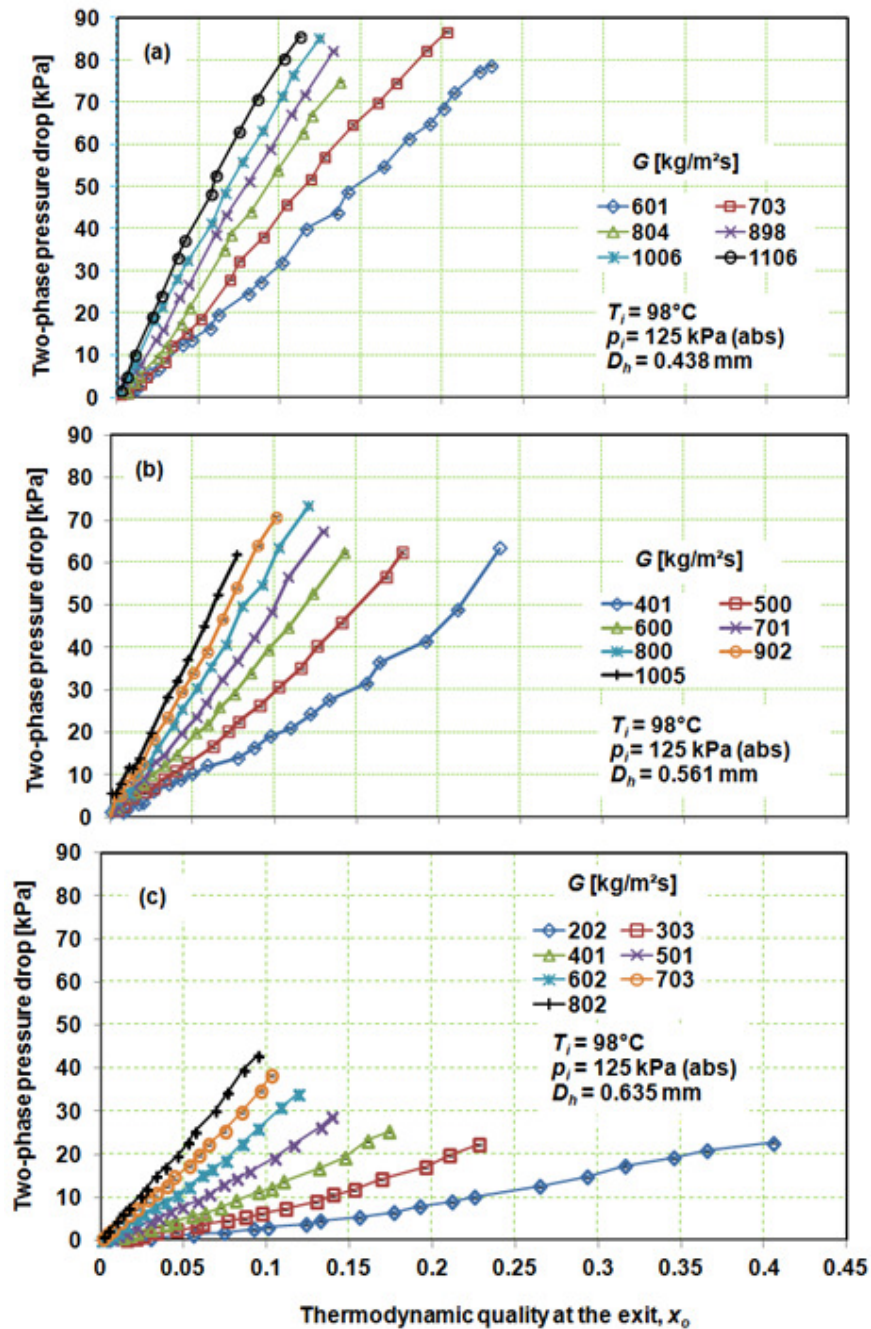 90
80
70
60
50
40
30
20
10
0
Two-phase pressure drop [kPa]
(a)
G [kg/m²s]
601 703
804 898
1006 1106
Tᵢ = 98°C
pᵢ = 125 kPa (abs)
Dₕ = 0.438 mm
90
80
70
60
50
40
30
20
10
0
Two-phase pressure drop [kPa]
(b)
G [kg/m²s]
401 500
600 701
800 902
1005
Tᵢ = 98°C
pᵢ = 125 kPa (abs)
Dₕ = 0.561 mm
90
80
70
60
50
40
30
20
10
0
Two-phase pressure drop [kPa]
(c)
G [kg/m²s]
202 303
401 501
602 703
802
Tᵢ = 98°C
pᵢ = 125 kPa (abs)
Dₕ = 0.635 mm
0 0.05 0.1 0.15 0.2 0.25 0.3 0.35 0.4 0.45
Thermodynamic quality at the exit, xₒ